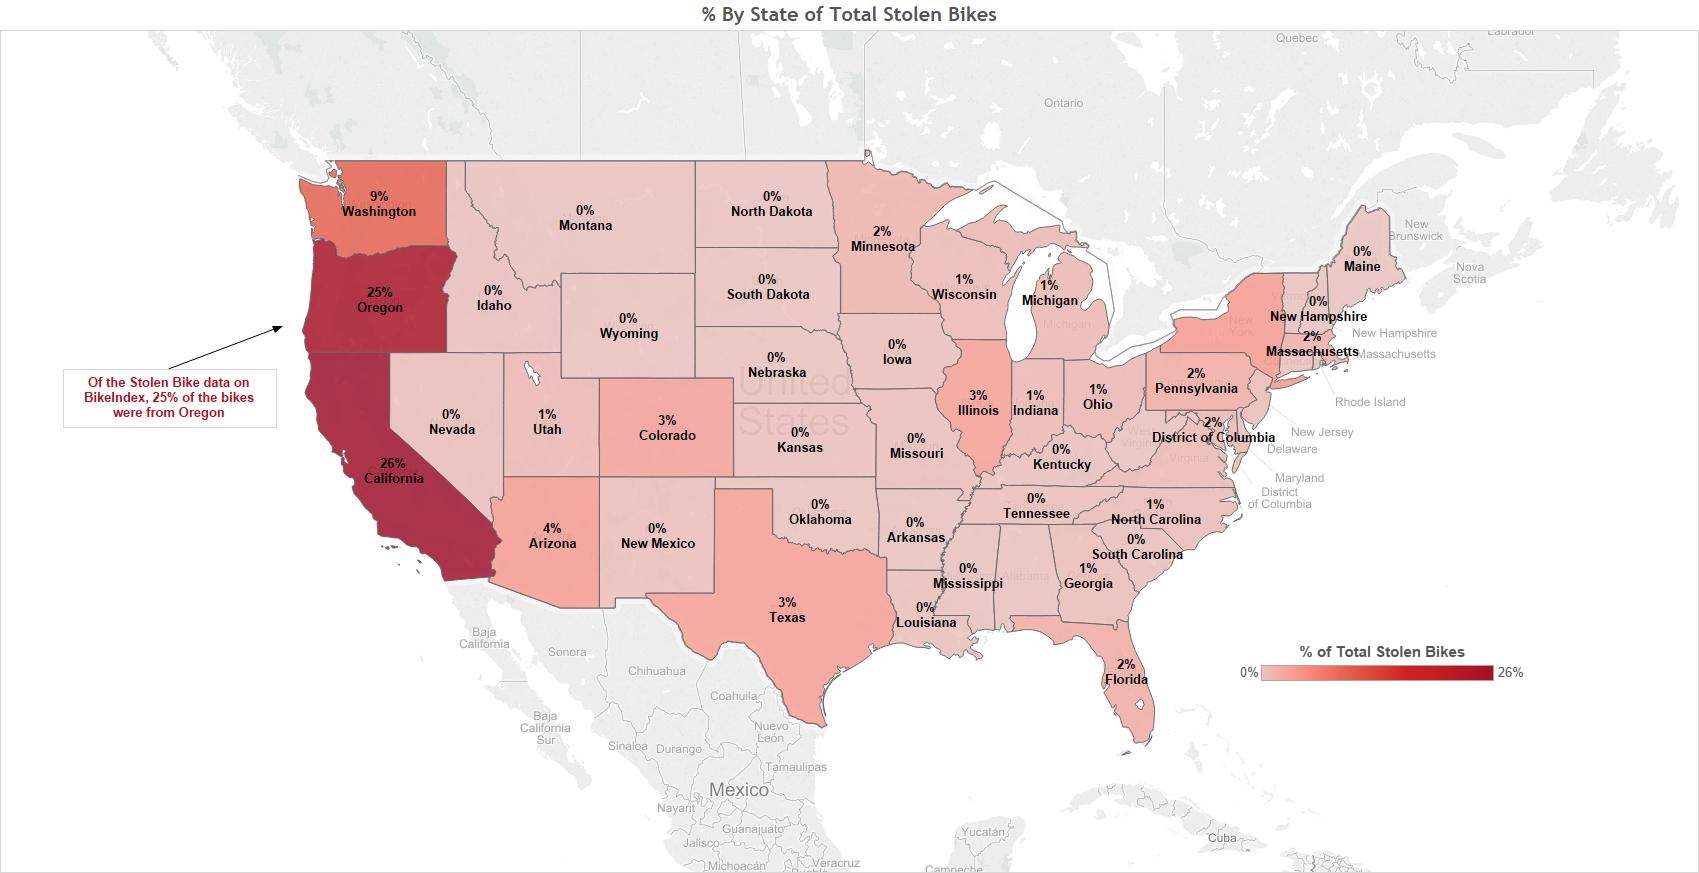 % By State of Total Stolen Bikes
Quebec
Labrador
Ontario
9%
Washington
0%
Montana
0%
North Dakota
2%
Minnesota
0%
Maine
New
Brunswick
Nova
Scotia
25%
Oregon
0%
Idaho
0%
Wyoming
0%
South Dakota
1%
Wisconsin
1%
Michigan
Michigan
New
York
0%
New Hampshire
New Hampshire
2%
Massachusetts
Massachusetts
Of the Stolen Bike data on
BikeIndex, 25% of the bikes
were from Oregon
0%
Nebraska
0%
Iowa
United
States
2%
Pennsylvania
Rhode Island
0%
Nevada
1%
Utah
3%
Colorado
0%
Kansas
0%
Missouri
3%
Illinois
1%
Indiana
1%
Ohio
West
Virginia
2%
District of Columbia
New Jersey
Delaware
Maryland
District
of Columbia
Virginia
0%
Kentucky
26%
California
4%
Arizona
0%
New Mexico
0%
Oklahoma
0%
Arkansas
0%
Tennessee
1%
North Carolina
0%
South Carolina
3%
Texas
0%
Louisiana
0%
Mississippi
Alabama
1%
Georgia
2%
Florida
% of Total Stolen Bikes
0%
26%
Baja
California
Sonora
Chihuahua
Coahuila
Baja
California
Sur
Sinaloa
Durango
Nuevo
León
Tamaulipas
Mexico
Nayarit
Guanajuato
Jalisco
Michoacán
Veracruz
Puebla
Yucatán
Campeche
Cuba